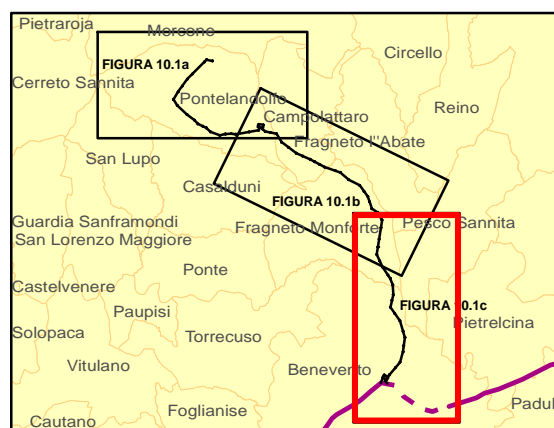 Pietraroja
Morcone
Circello
FIGURA 10.1a
Cerreto Sannita
Pontelandolfo
Reino
Campolattaro
Fragneto l'Abate
San Lupo
Casalduni
FIGURA 10.1b
Guardia Sanframondi
Fragneto Monforte
Pesco Sannita
San Lorenzo Maggiore
Ponte
Castelvenere
FIGURA 10.1c
Paupisi
Pietrelcina
Solopaca
Torrecuso
Vitulano
Benevento
Foglianise
Padul
Cautano